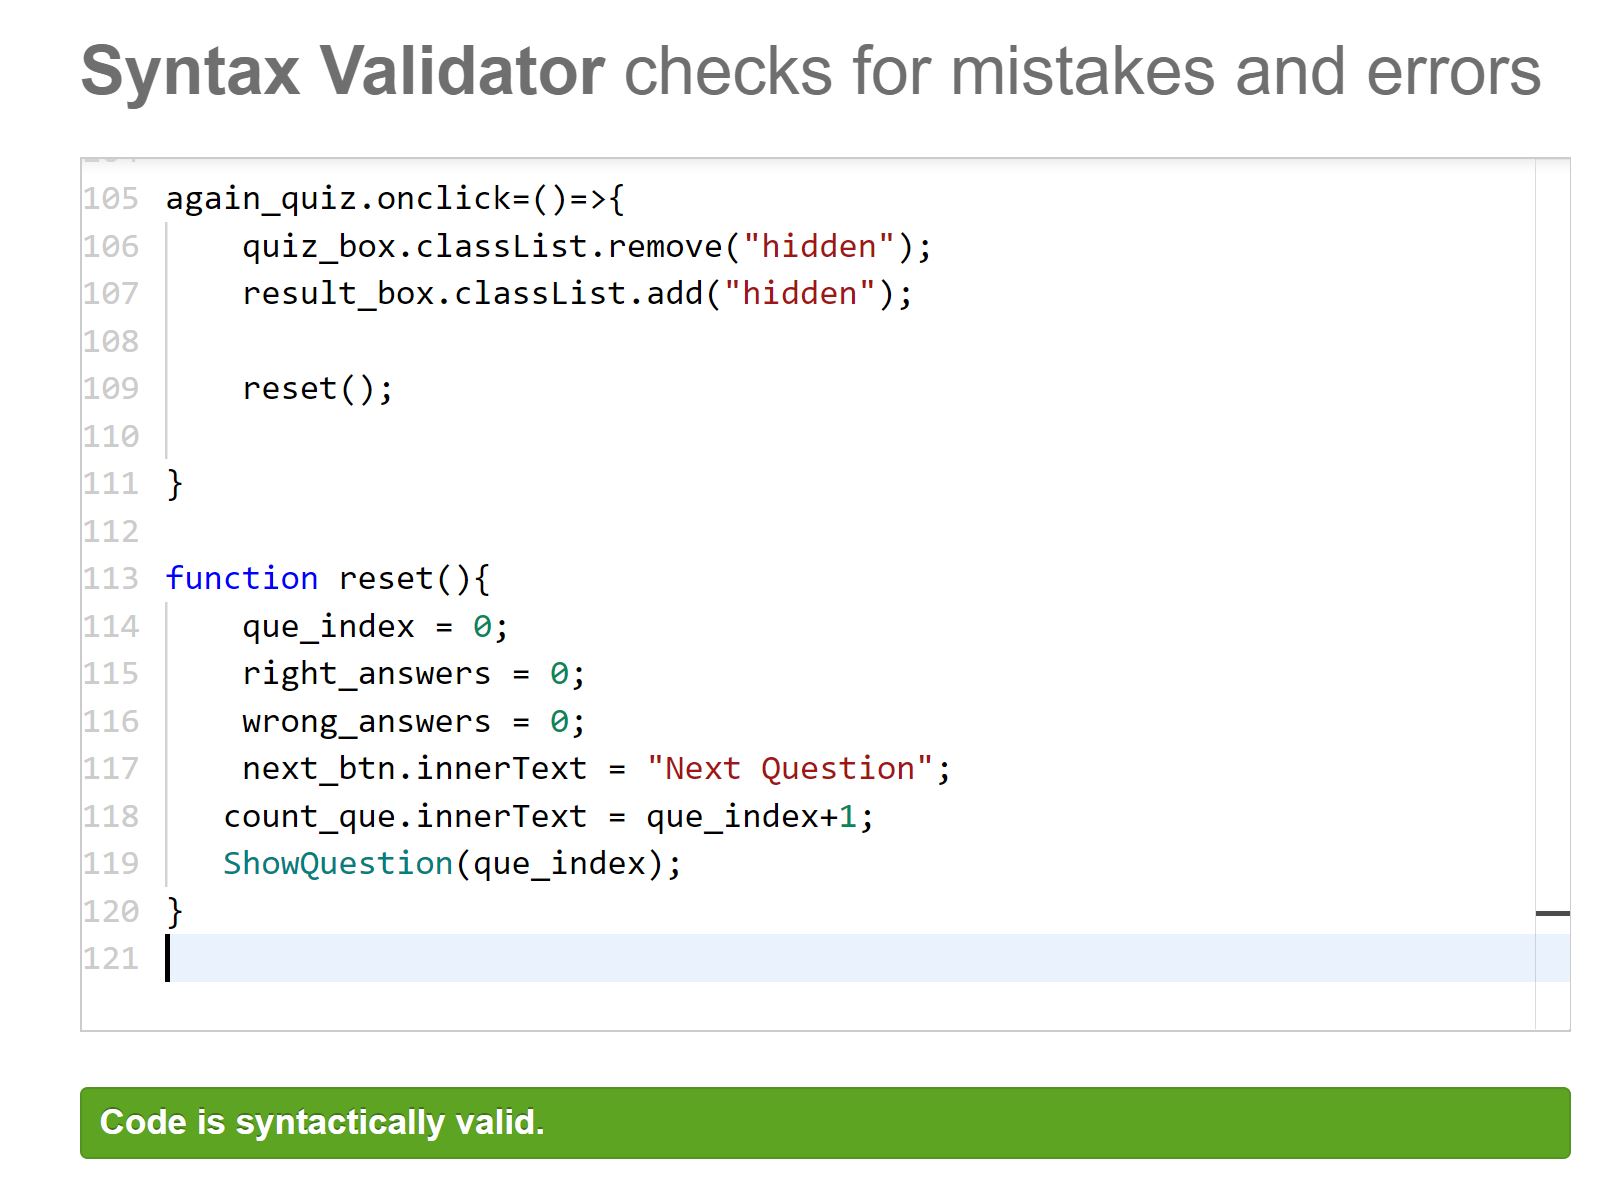 Syntax Validator checks for mistakes and errors
105 again_quiz.onclick=()=>{
106     quiz_box.classList.remove("hidden");
107     result_box.classList.add("hidden");
108
109     reset();
110
111 }
112
113 function reset(){
114     que_index = 0;
115     right_answers = 0;
116     wrong_answers = 0;
117     next_btn.innerText = "Next Question";
118    count_que.innerText = que_index+1;
119    ShowQuestion(que_index);
120 }
121
Code is syntactically valid.